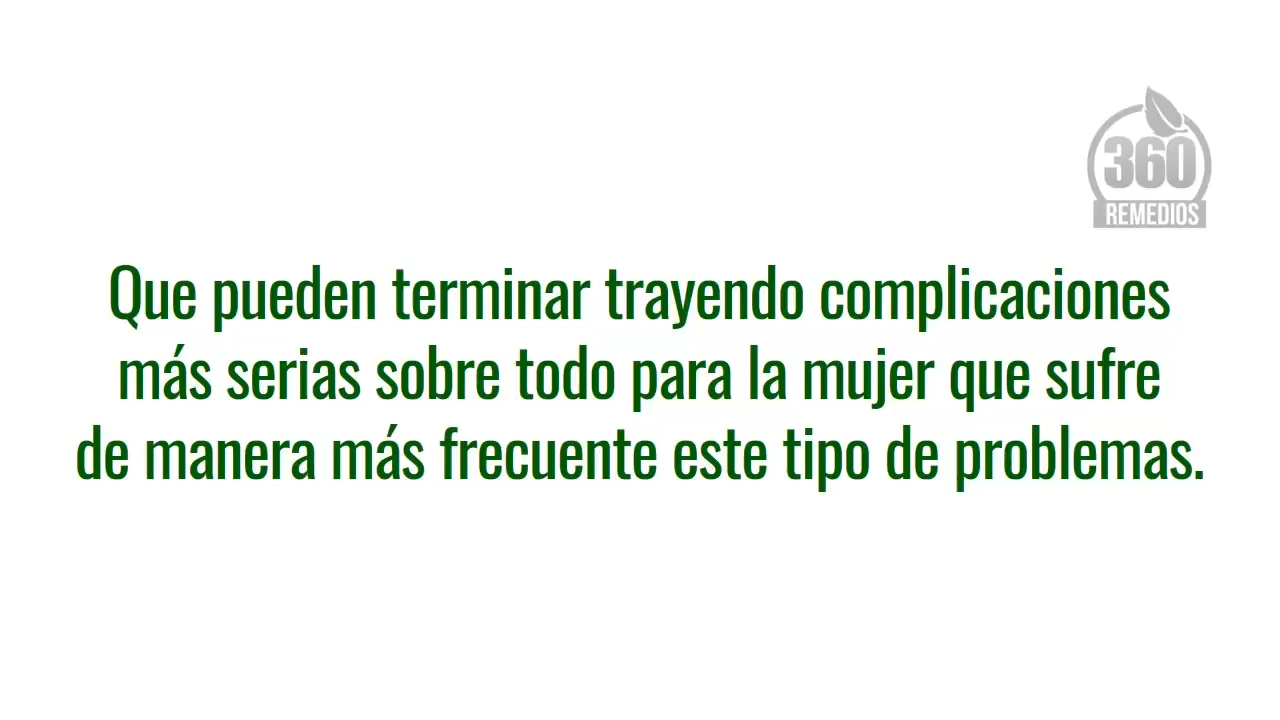 360
REMEDIOS
Que pueden terminar trayendo complicaciones
más serias sobre todo para la mujer que sufre
de manera más frecuente este tipo de problemas.